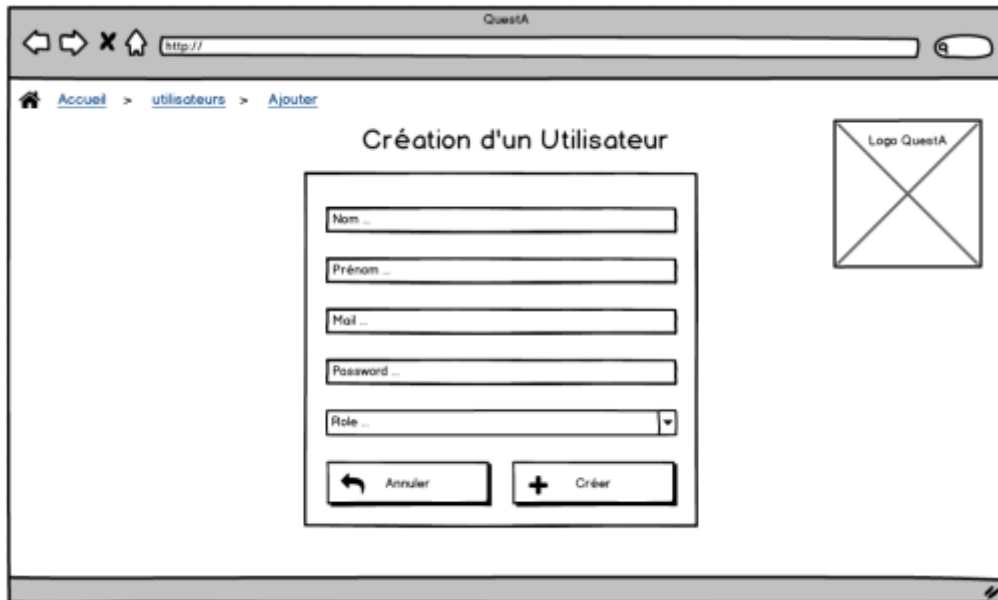 QuestA
http://
Accueil > utilisateurs > Ajouter
Création d'un Utilisateur
Logo QuestA
Nom ...
Prénom ...
Mail ...
Password ...
Role ...
Annuler
Créer